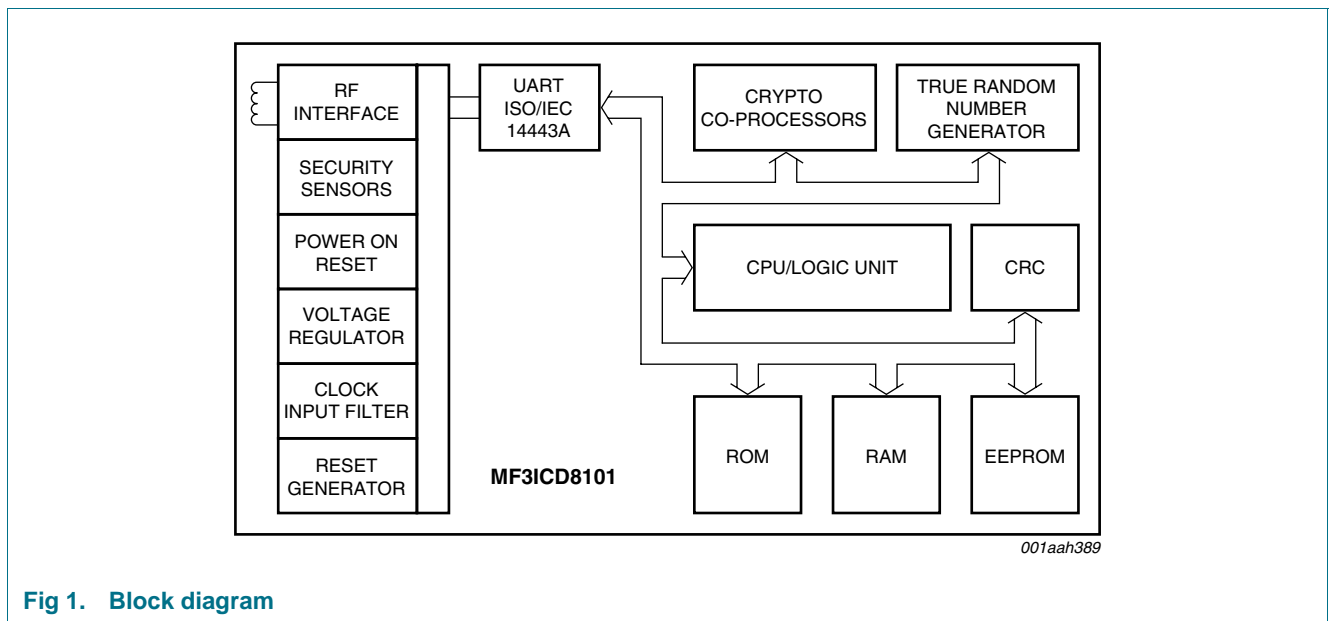 RF
INTERFACE
SECURITY
SENSORS
POWER ON
RESET
VOLTAGE
REGULATOR
CLOCK
INPUT FILTER
RESET
GENERATOR
UART
ISO/IEC
14443A
CRYPTO
CO-PROCESSORS
TRUE RANDOM
NUMBER
GENERATOR
CPU/LOGIC UNIT
CRC
ROM
RAM
EEPROM
MF3ICD8101
001aah389
Fig 1. Block diagram